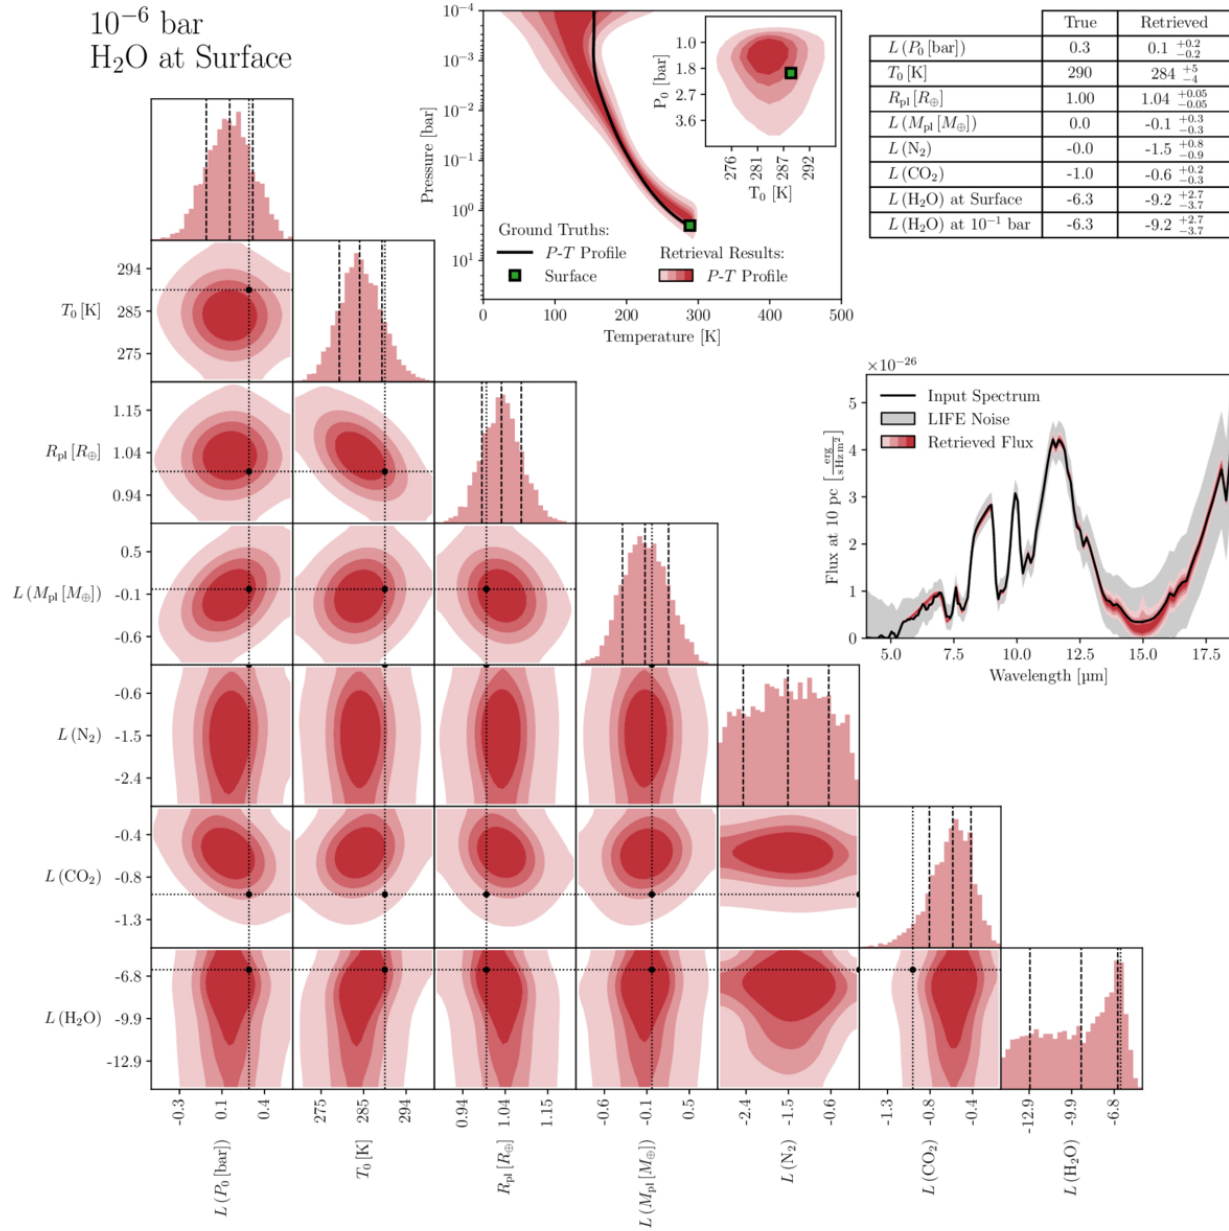 10⁻⁶ bar
H₂O at Surface
10⁻⁴
10⁻³
10⁻²
10⁻¹
10⁰
10¹
Pressure [bar]
0 100 200 300 400 500
Temperature [K]
Ground Truths:
P-T Profile
Surface
Retrieval Results:
P-T Profile
1.0
1.8
2.7
3.6
P₀ [bar]
276 281 287 292
T₀ [K]
True Retrieved
L (P₀ [bar]) 0.3 0.1 +0.2 −0.2
T₀ [K] 290 284 +5 −4
R_pl [R⊕] 1.00 1.04 +0.05 −0.05
L (M_pl [M⊕]) 0.0 -0.1 +0.3 −0.3
L (N₂) -0.0 -1.5 +0.8 −0.9
L (CO₂) -1.0 -0.6 +0.2 −0.3
L (H₂O) at Surface -6.3 -9.2 +2.7 −3.7
L (H₂O) at 10⁻¹ bar -6.3 -9.2 +2.7 −3.7
×10⁻²⁶
Input Spectrum
LIFE Noise
Retrieved Flux
5
4
3
2
1
0
Flux at 10 pc [erg / s Hz m²]
5.0 7.5 10.0 12.5 15.0 17.5
Wavelength [µm]
294
T₀ [K] 285
275
1.15
R_pl [R⊕] 1.04
0.94
0.5
L (M_pl [M⊕]) -0.1
-0.6
-0.6
L (N₂) -1.5
-2.4
-0.4
L (CO₂) -0.8
-1.3
-6.8
L (H₂O) -9.9
-12.9
-0.3 0.1 0.4 275 285 294 0.94 1.04 1.15 -0.6 -0.1 0.5 -2.4 -1.5 -0.6 -1.3 -0.8 -0.4 -12.9 -9.9 -6.8
L (P₀ [bar]) T₀ [K] R_pl [R⊕] L (M_pl [M⊕]) L (N₂) L (CO₂) L (H₂O)